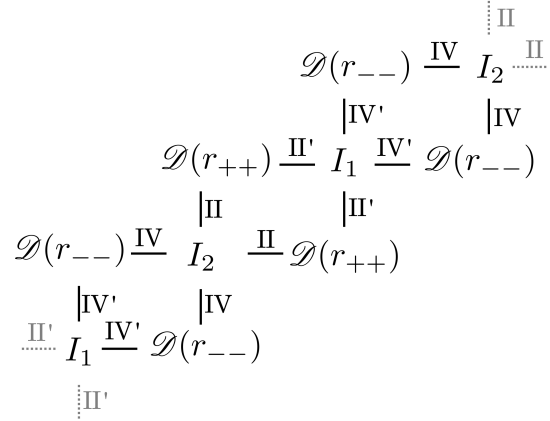 II
𝒟(r₋₋) IV I₂ II
IV' IV
𝒟(r₊₊) II' I₁ IV' 𝒟(r₋₋)
II II'
𝒟(r₋₋) IV I₂ II 𝒟(r₊₊)
IV' IV
II' I₁ IV' 𝒟(r₋₋)
II'